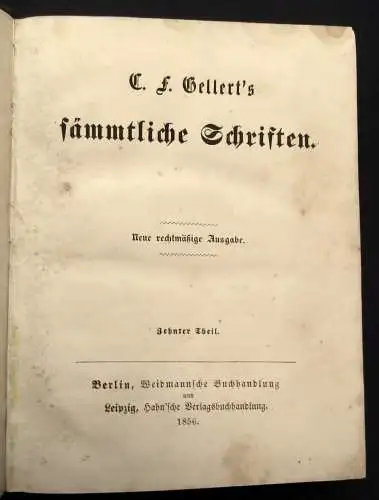 C. F. Gellert's
sämmtliche Schriften.
Neue rechtmäßige Ausgabe.
Zehnter Theil.
Berlin, Weidmannsche Buchhandlung
und
Leipzig, Hahn'sche Verlagsbuchhandlung.
1856.